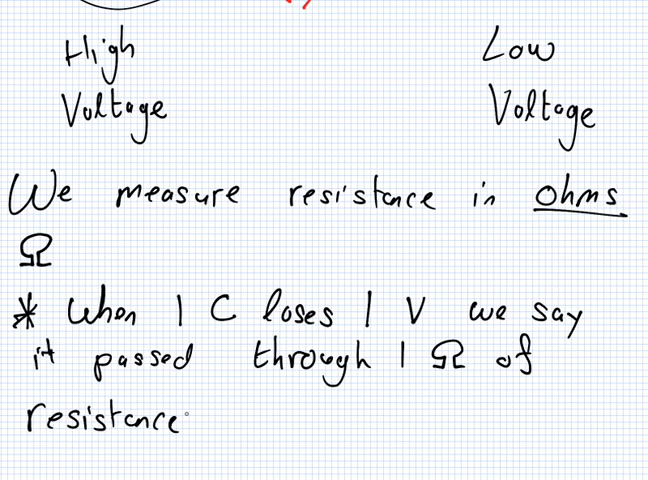 High Low
Voltage Voltage
We measure resistance in ohms
Ω
* When 1 C loses 1 V we say
it passed through 1 Ω of
resistance